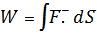 W = ∫F.⁻ dS